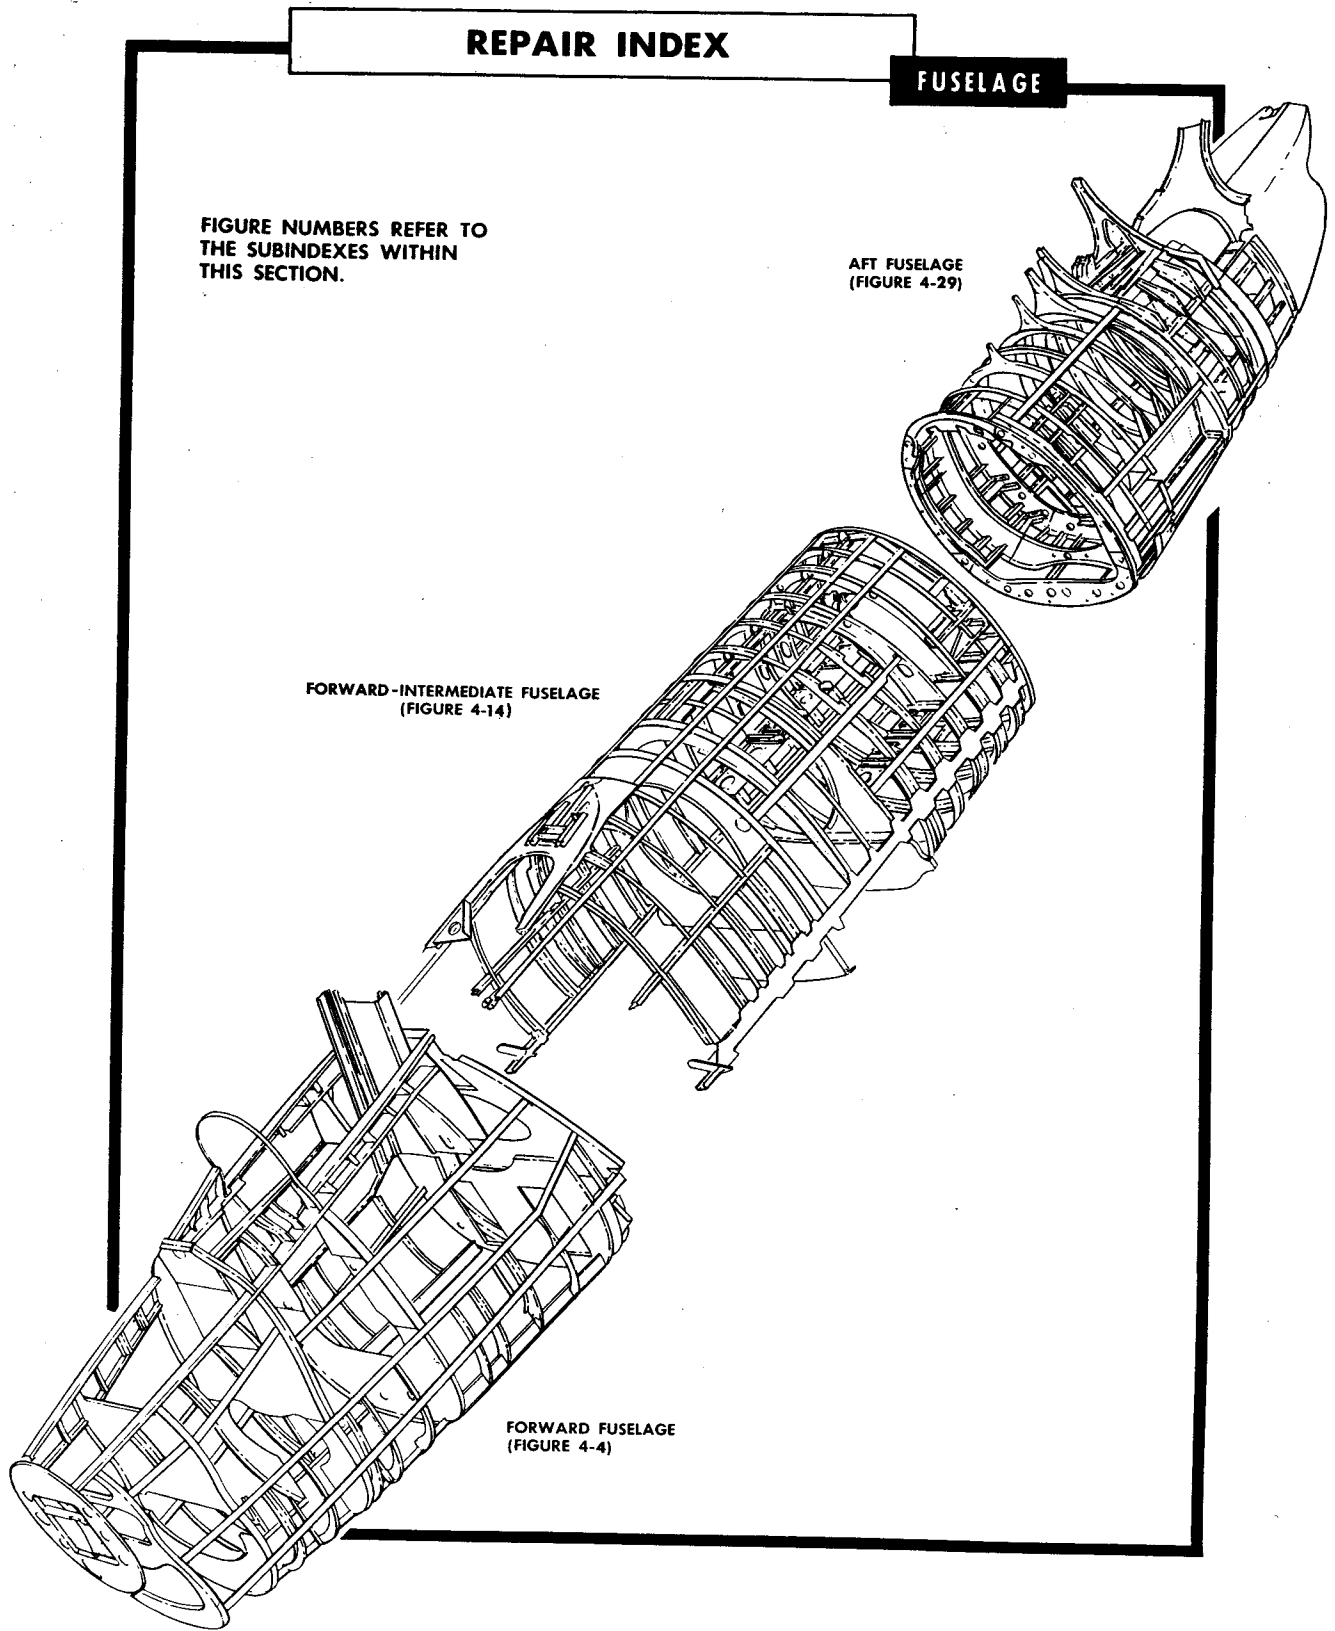 REPAIR INDEX
FUSELAGE
FIGURE NUMBERS REFER TO
THE SUBINDEXES WITHIN
THIS SECTION.
AFT FUSELAGE
(FIGURE 4-29)
FORWARD-INTERMEDIATE FUSELAGE
(FIGURE 4-14)
FORWARD FUSELAGE
(FIGURE 4-4)